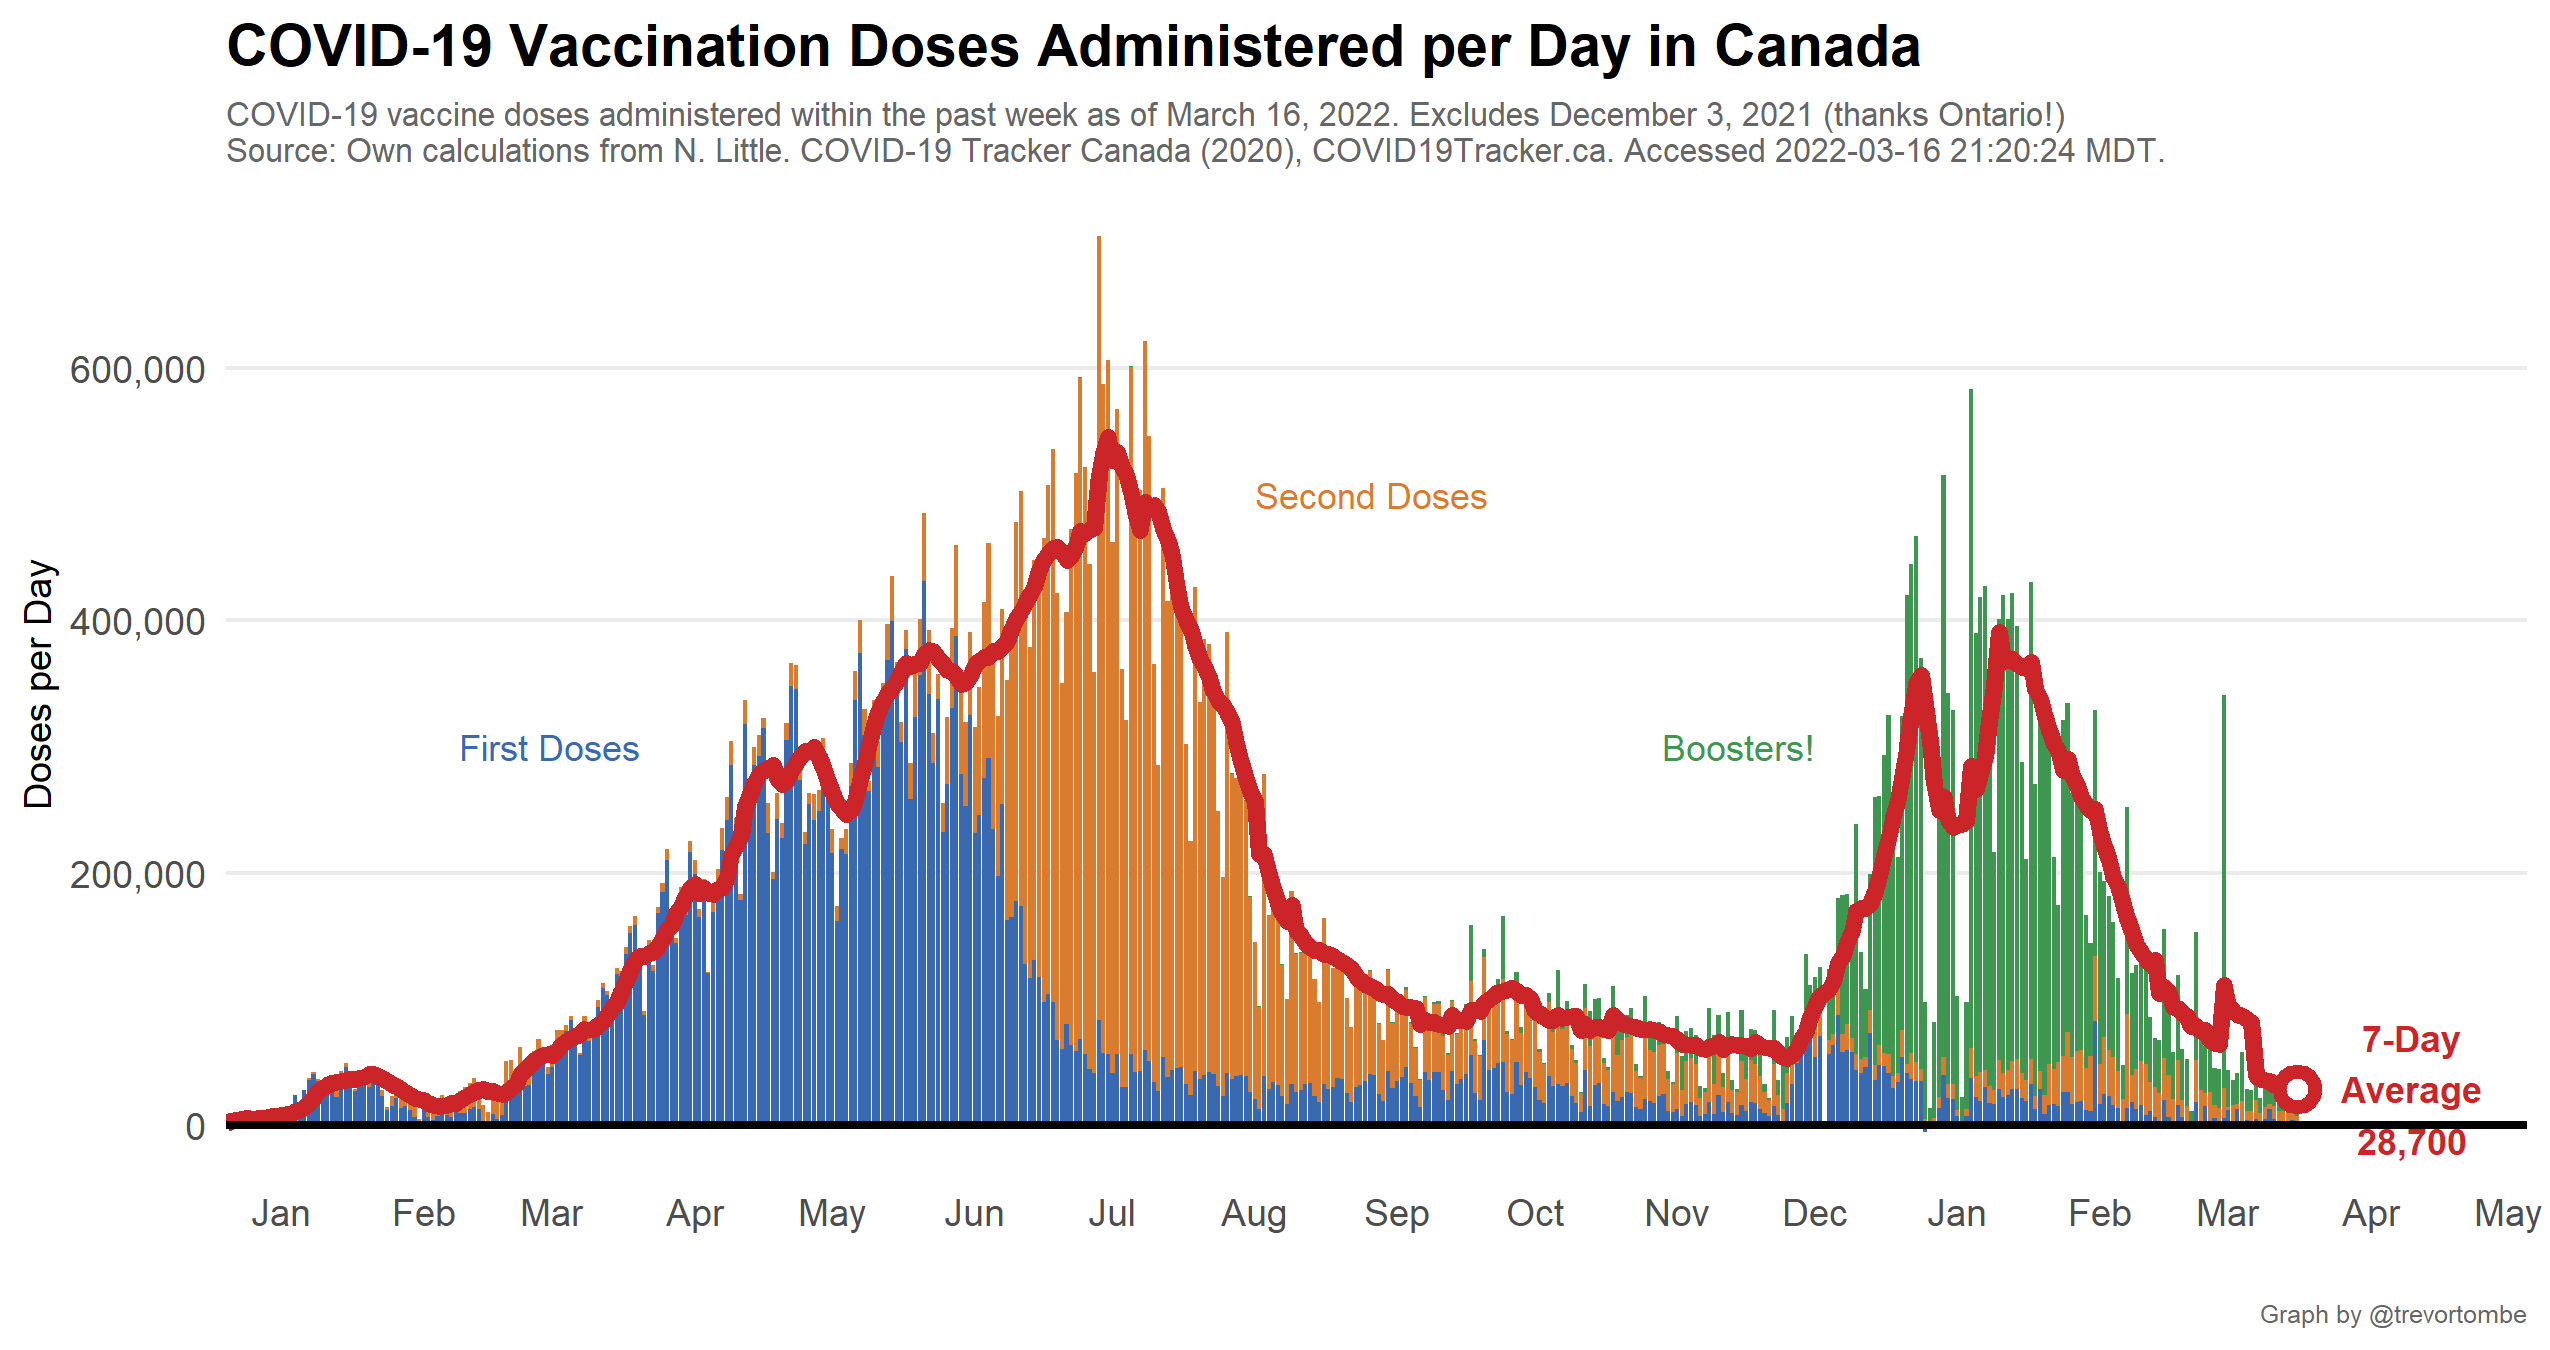 COVID-19 Vaccination Doses Administered per Day in Canada
COVID-19 vaccine doses administered within the past week as of March 16, 2022. Excludes December 3, 2021 (thanks Ontario!)
Source: Own calculations from N. Little. COVID-19 Tracker Canada (2020), COVID19Tracker.ca. Accessed 2022-03-16 21:20:24 MDT.
Doses per Day
600,000
400,000
200,000
0
First Doses
Second Doses
Boosters!
7-Day
Average
28,700
Jan Feb Mar Apr May Jun Jul Aug Sep Oct Nov Dec Jan Feb Mar Apr May
Graph by @trevortombe